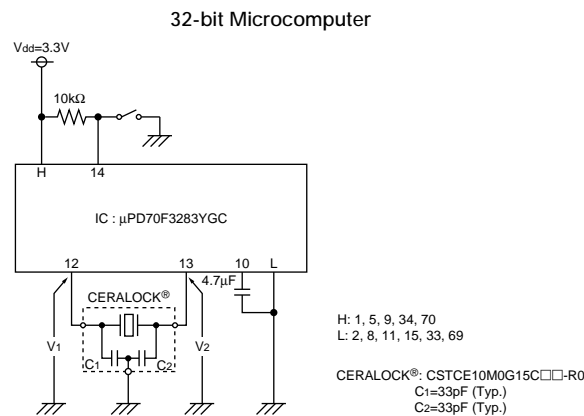 32-bit Microcomputer
Vdd=3.3V
10kΩ
H 14
IC : µPD70F3283YGC
12 13 10 L
4.7µF
CERALOCK®
V1 C1 C2 V2
H: 1, 5, 9, 34, 70
L: 2, 8, 11, 15, 33, 69
CERALOCK®: CSTCE10M0G15C□□-R0
C1=33pF (Typ.)
C2=33pF (Typ.)